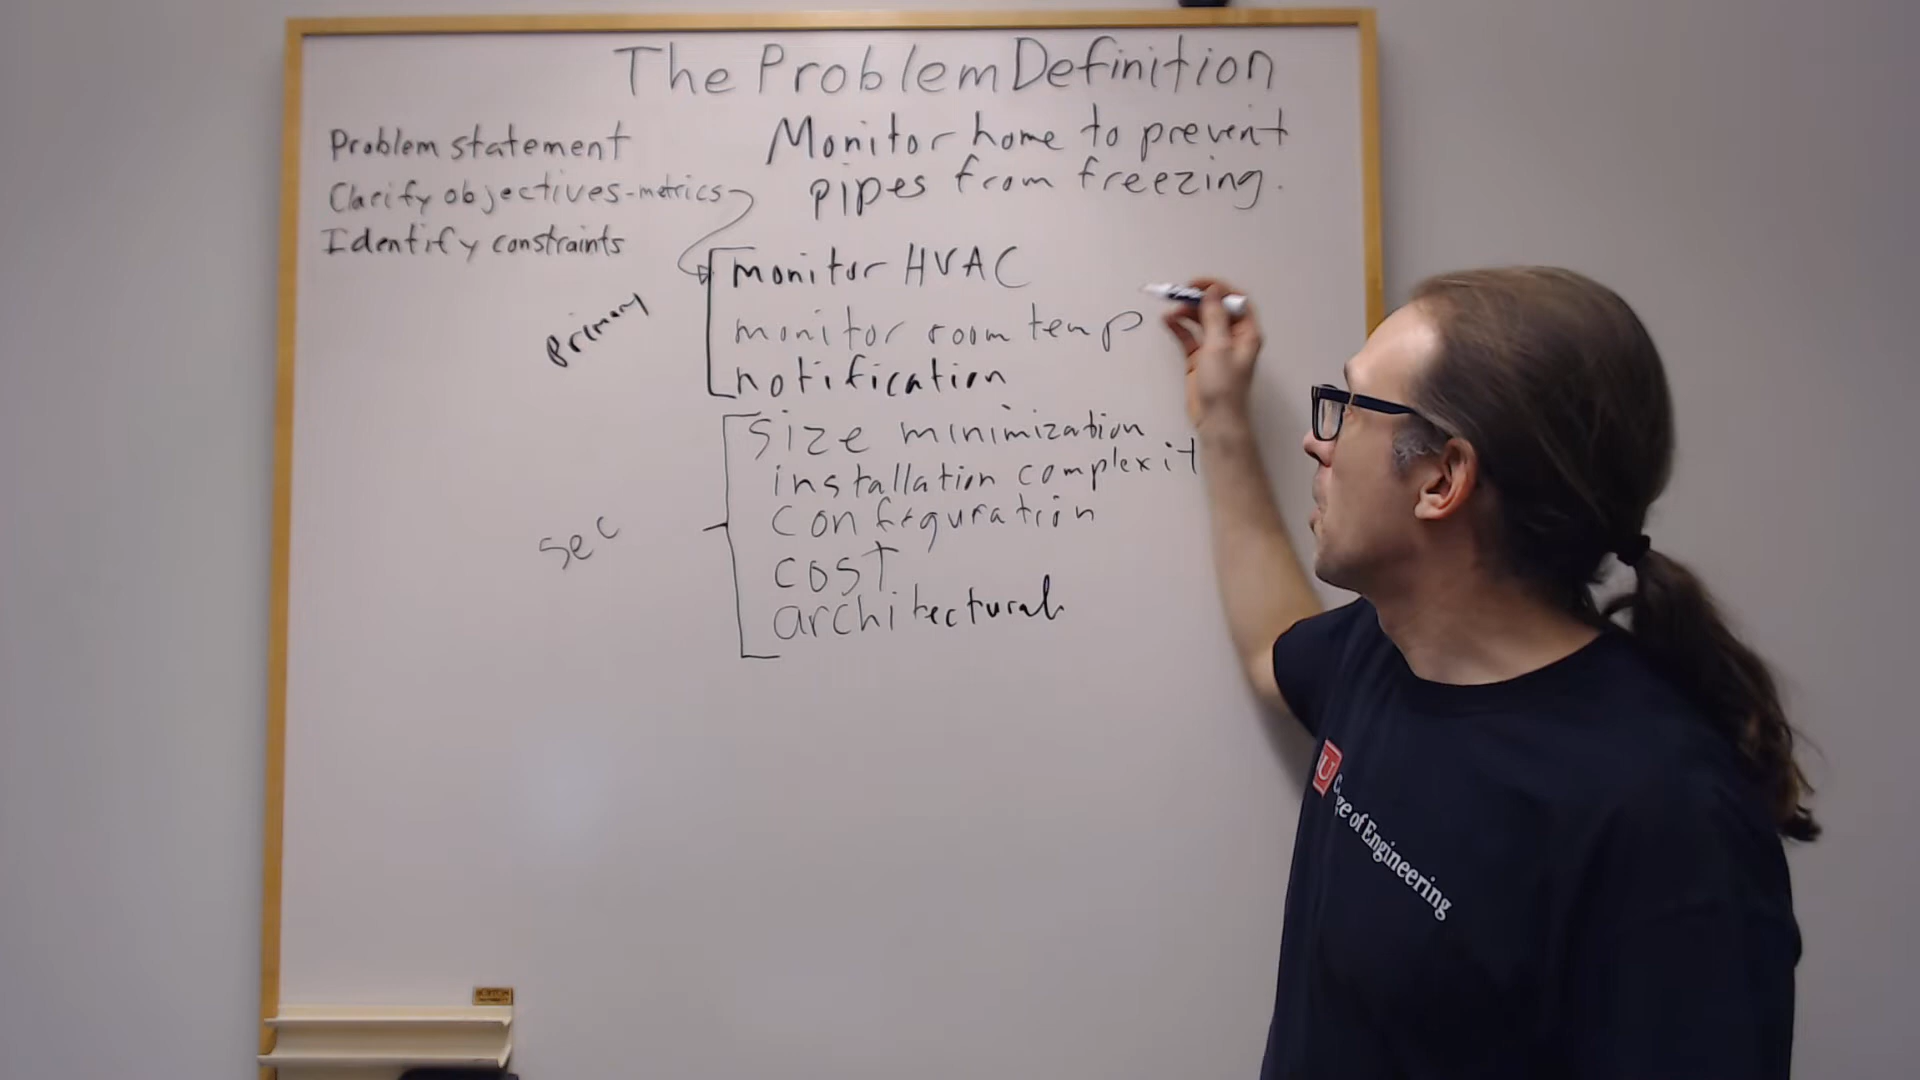 The Problem Definition
Problem statement
Clarify objectives-metrics
Identify constraints
Monitor home to prevent
pipes from freezing.
Primary
monitor HVAC
monitor room temp
notification
sec
size minimization
installation complexit
configuration
cost
architectural
U
ge of Engineering